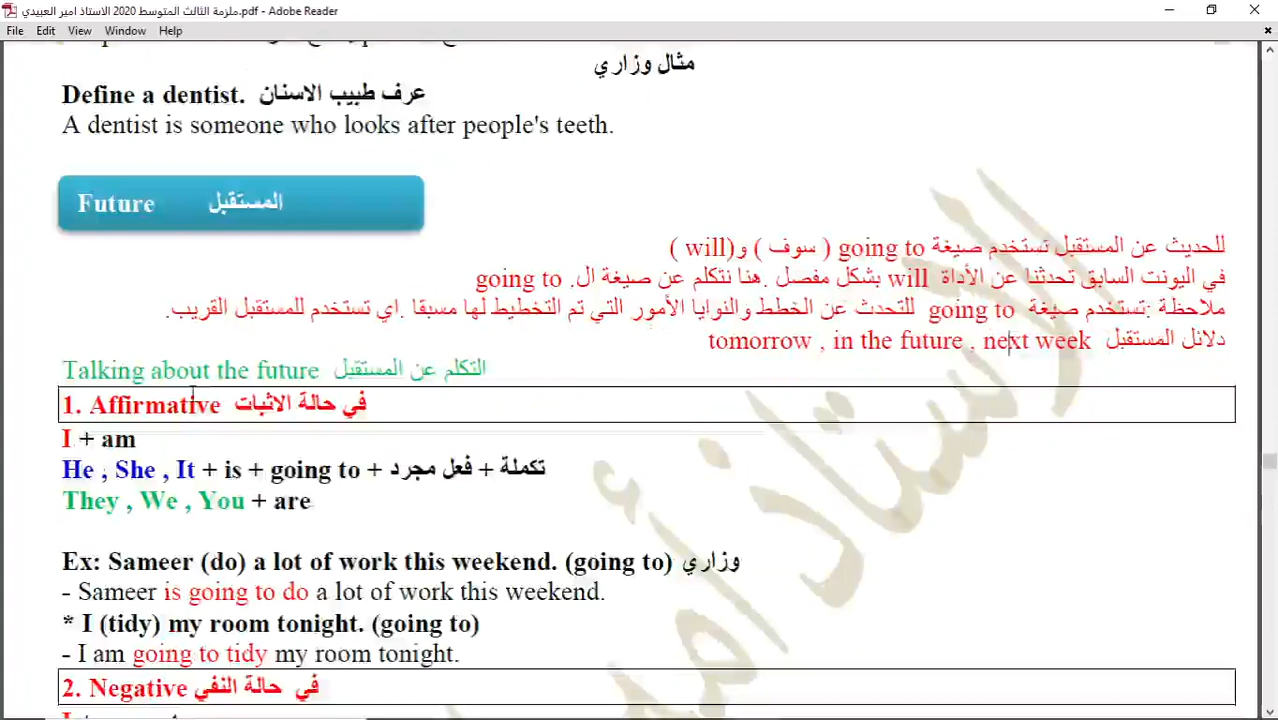 ملزمة الثالث المتوسط 2020 الاستاذ امير العبيدي.pdf - Adobe Reader
File Edit View Window Help
مثال وزاري
Define a dentist. عرف طبيب الاسنان
A dentist is someone who looks after people's teeth.
Future المستقبل
للحديث عن المستقبل نستخدم صيغة going to ( سوف ) و(will )
في اليونت السابق تحدثنا عن الأداة will بشكل مفصل .هنا نتكلم عن صيغة ال. going to
ملاحظة :تستخدم صيغة going to للتحدث عن الخطط والنوايا الأمور التي تم التخطيط لها مسبقا .اي تستخدم للمستقبل القريب.
دلائل المستقبل tomorrow , in the future , next week
Talking about the future التكلم عن المستقبل
1. Affirmative في حالة الاثبات
I + am
He , She , It + is + going to + فعل مجرد + تكملة
They , We , You + are
Ex: Sameer (do) a lot of work this weekend. (going to) وزاري
- Sameer is going to do a lot of work this weekend.
* I (tidy) my room tonight. (going to)
- I am going to tidy my room tonight.
2. Negative في حالة النفي
الاستاذ أمير